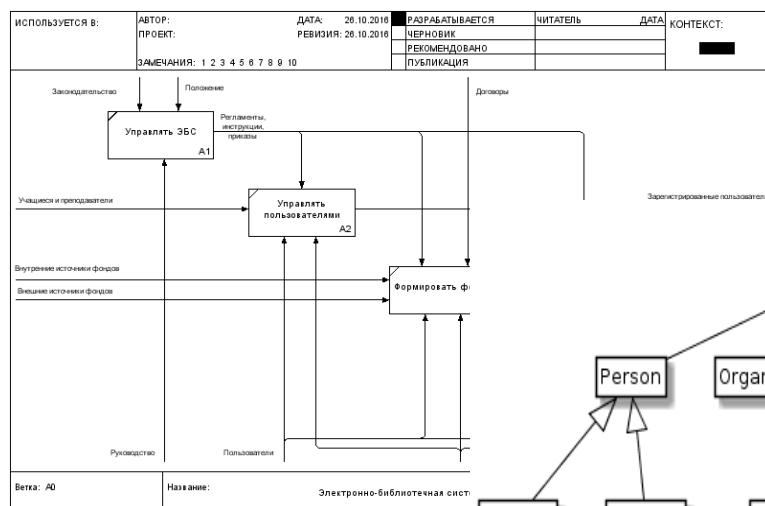 ИСПОЛЬЗУЕТСЯ В:
АВТОР:
ДАТА: 26.10.2016
ПРОЕКТ:
РЕВИЗИЯ: 26.10.2016
ЗАМЕЧАНИЯ: 1 2 3 4 5 6 7 8 9 10
РАЗРАБАТЫВАЕТСЯ
ЧЕРНОВИК
РЕКОМЕНДОВАНО
ПУБЛИКАЦИЯ
ЧИТАТЕЛЬ
ДАТА
КОНТЕКСТ:
Законодательство
Положение
Договоры
Управлять ЭБС
A1
Регламенты,
инструкции,
приказы
Учащиеся и преподаватели
Управлять
пользователями
A2
Зарегистрированные
Внутренние источники фондов
Внешние источники фондов
Формировать
Person
Руководство
Пользователи
Ветка: A0
Название:
Электронно-библиотечная